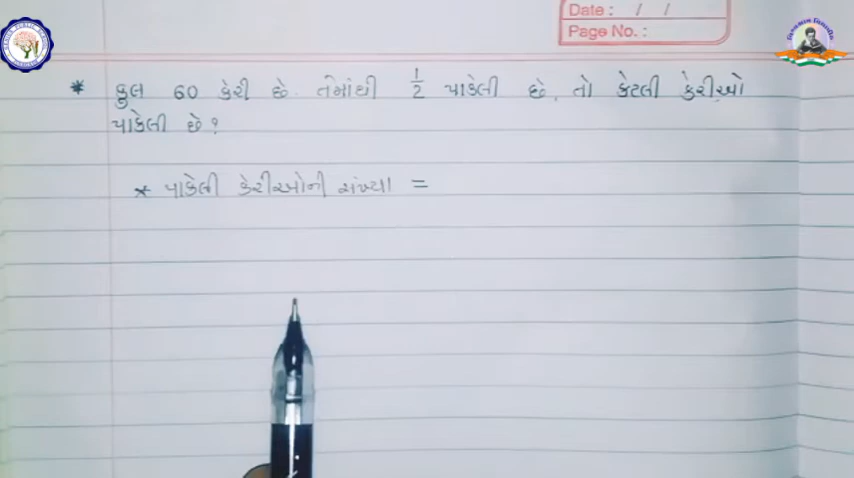 Date : / /
Page No. :
* કુલ 60 કેરી છે. તેમાંથી 1/2 પાકેલી છે, તો કેટલી કેરીઓ
પાકેલી છે ?
* પાકેલી કેરીઓની સંખ્યા =